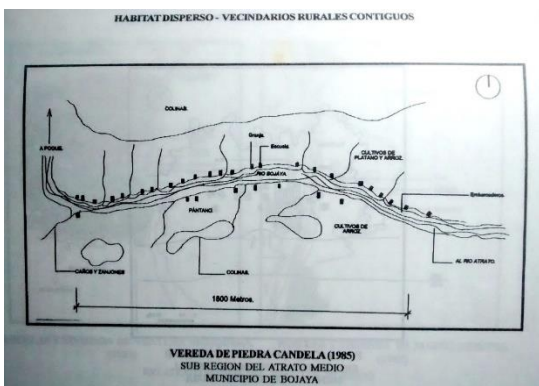 HABITAT DISPERSO - VECINDARIOS RURALES CONTIGUOS
COLINAS.
A POGUE.
Granja.
Escuela.
CULTIVOS DE
PLATANO Y ARROZ.
RIO BOJAYA.
Embarcaderos.
PANTANO.
CULTIVOS DE
ARROZ.
CAÑOS Y ZANJONES
COLINAS.
AL RIO ATRATO.
1800 Metros.
VEREDA DE PIEDRA CANDELA (1985)
SUB REGION DEL ATRATO MEDIO
MUNICIPIO DE BOJAYA